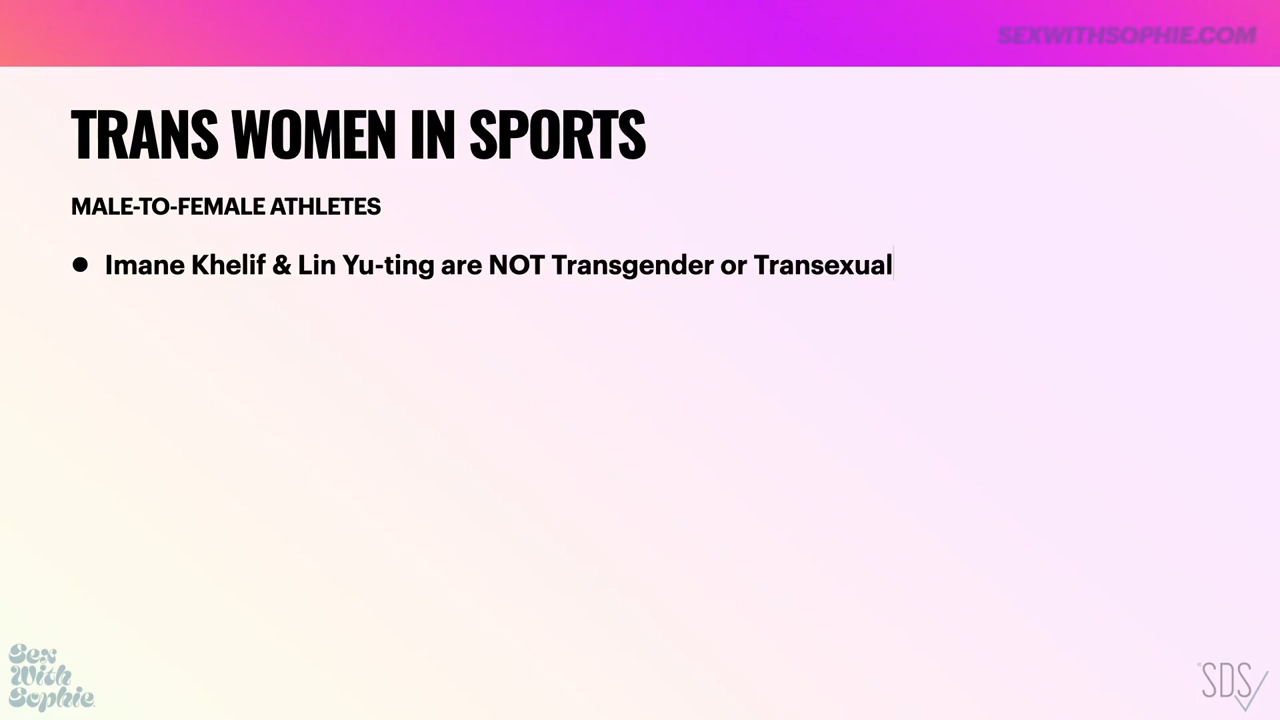 SEXWITHSOPHIE.COM
TRANS WOMEN IN SPORTS
MALE-TO-FEMALE ATHLETES
● Imane Khelif & Lin Yu-ting are NOT Transgender or Transexual
Sex
With
Sophie
SDS